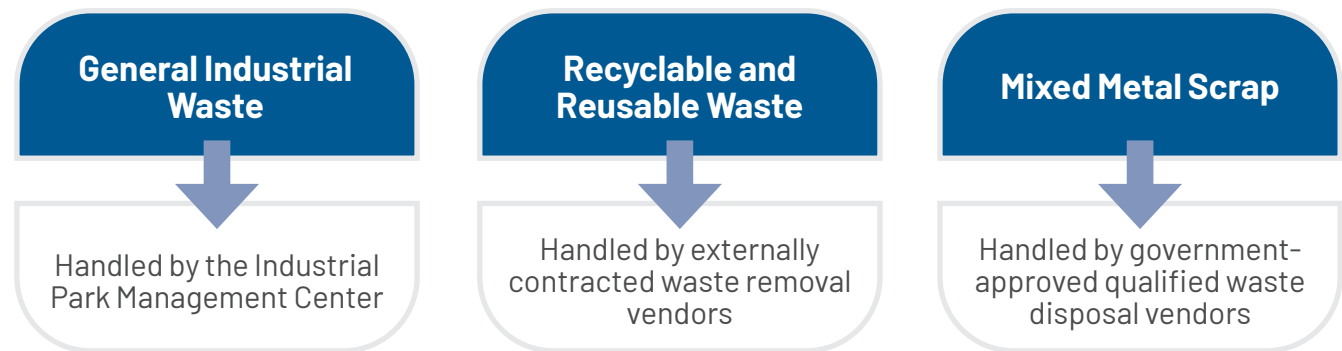 General Industrial
Waste
Handled by the Industrial
Park Management Center
Recyclable and
Reusable Waste
Handled by externally
contracted waste removal
vendors
Mixed Metal Scrap
Handled by government-
approved qualified waste
disposal vendors